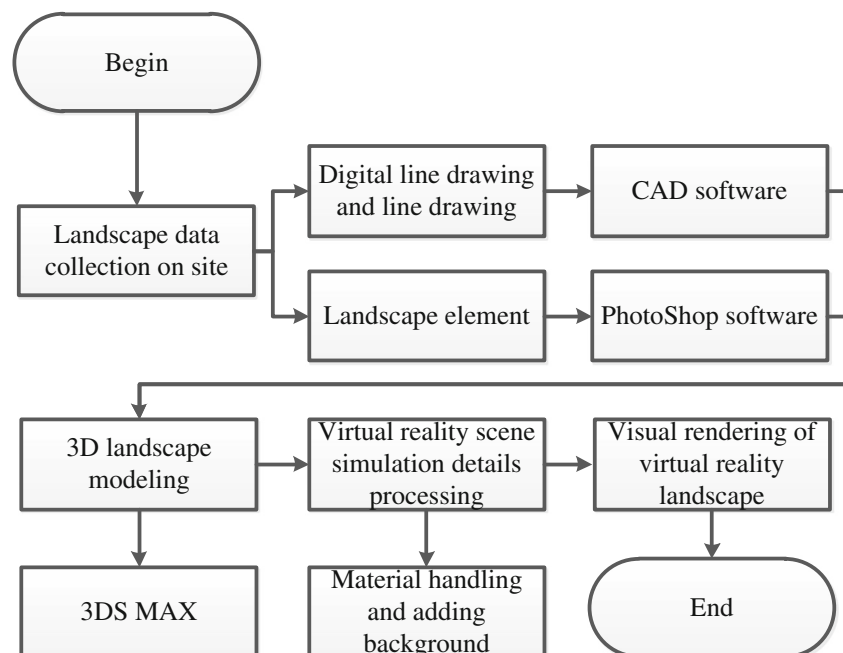 Begin
Landscape data
collection on site
Digital line drawing
and line drawing
CAD software
Landscape element
PhotoShop software
3D landscape
modeling
Virtual reality scene
simulation details
processing
Visual rendering of
virtual reality
landscape
3DS MAX
Material handling
and adding
background
End